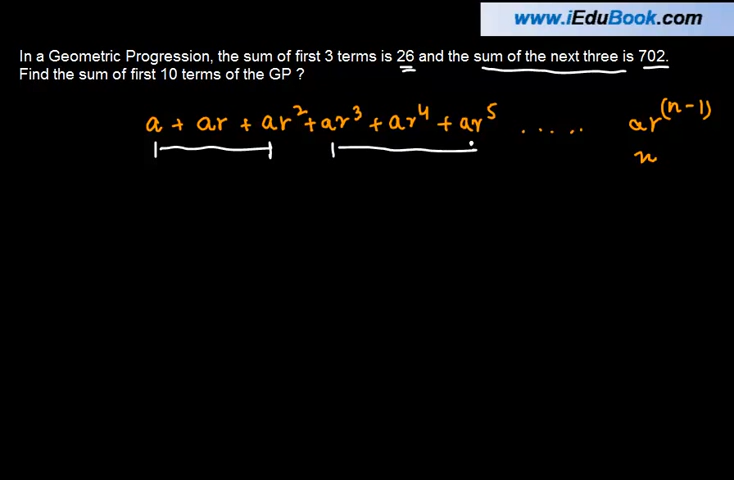 www.iEduBook.com
In a Geometric Progression, the sum of first 3 terms is 26 and the sum of the next three is 702.
Find the sum of first 10 terms of the GP ?
a + ar + ar² + ar³ + ar⁴ + ar⁵ ..... ar⁽ⁿ⁻¹⁾
n